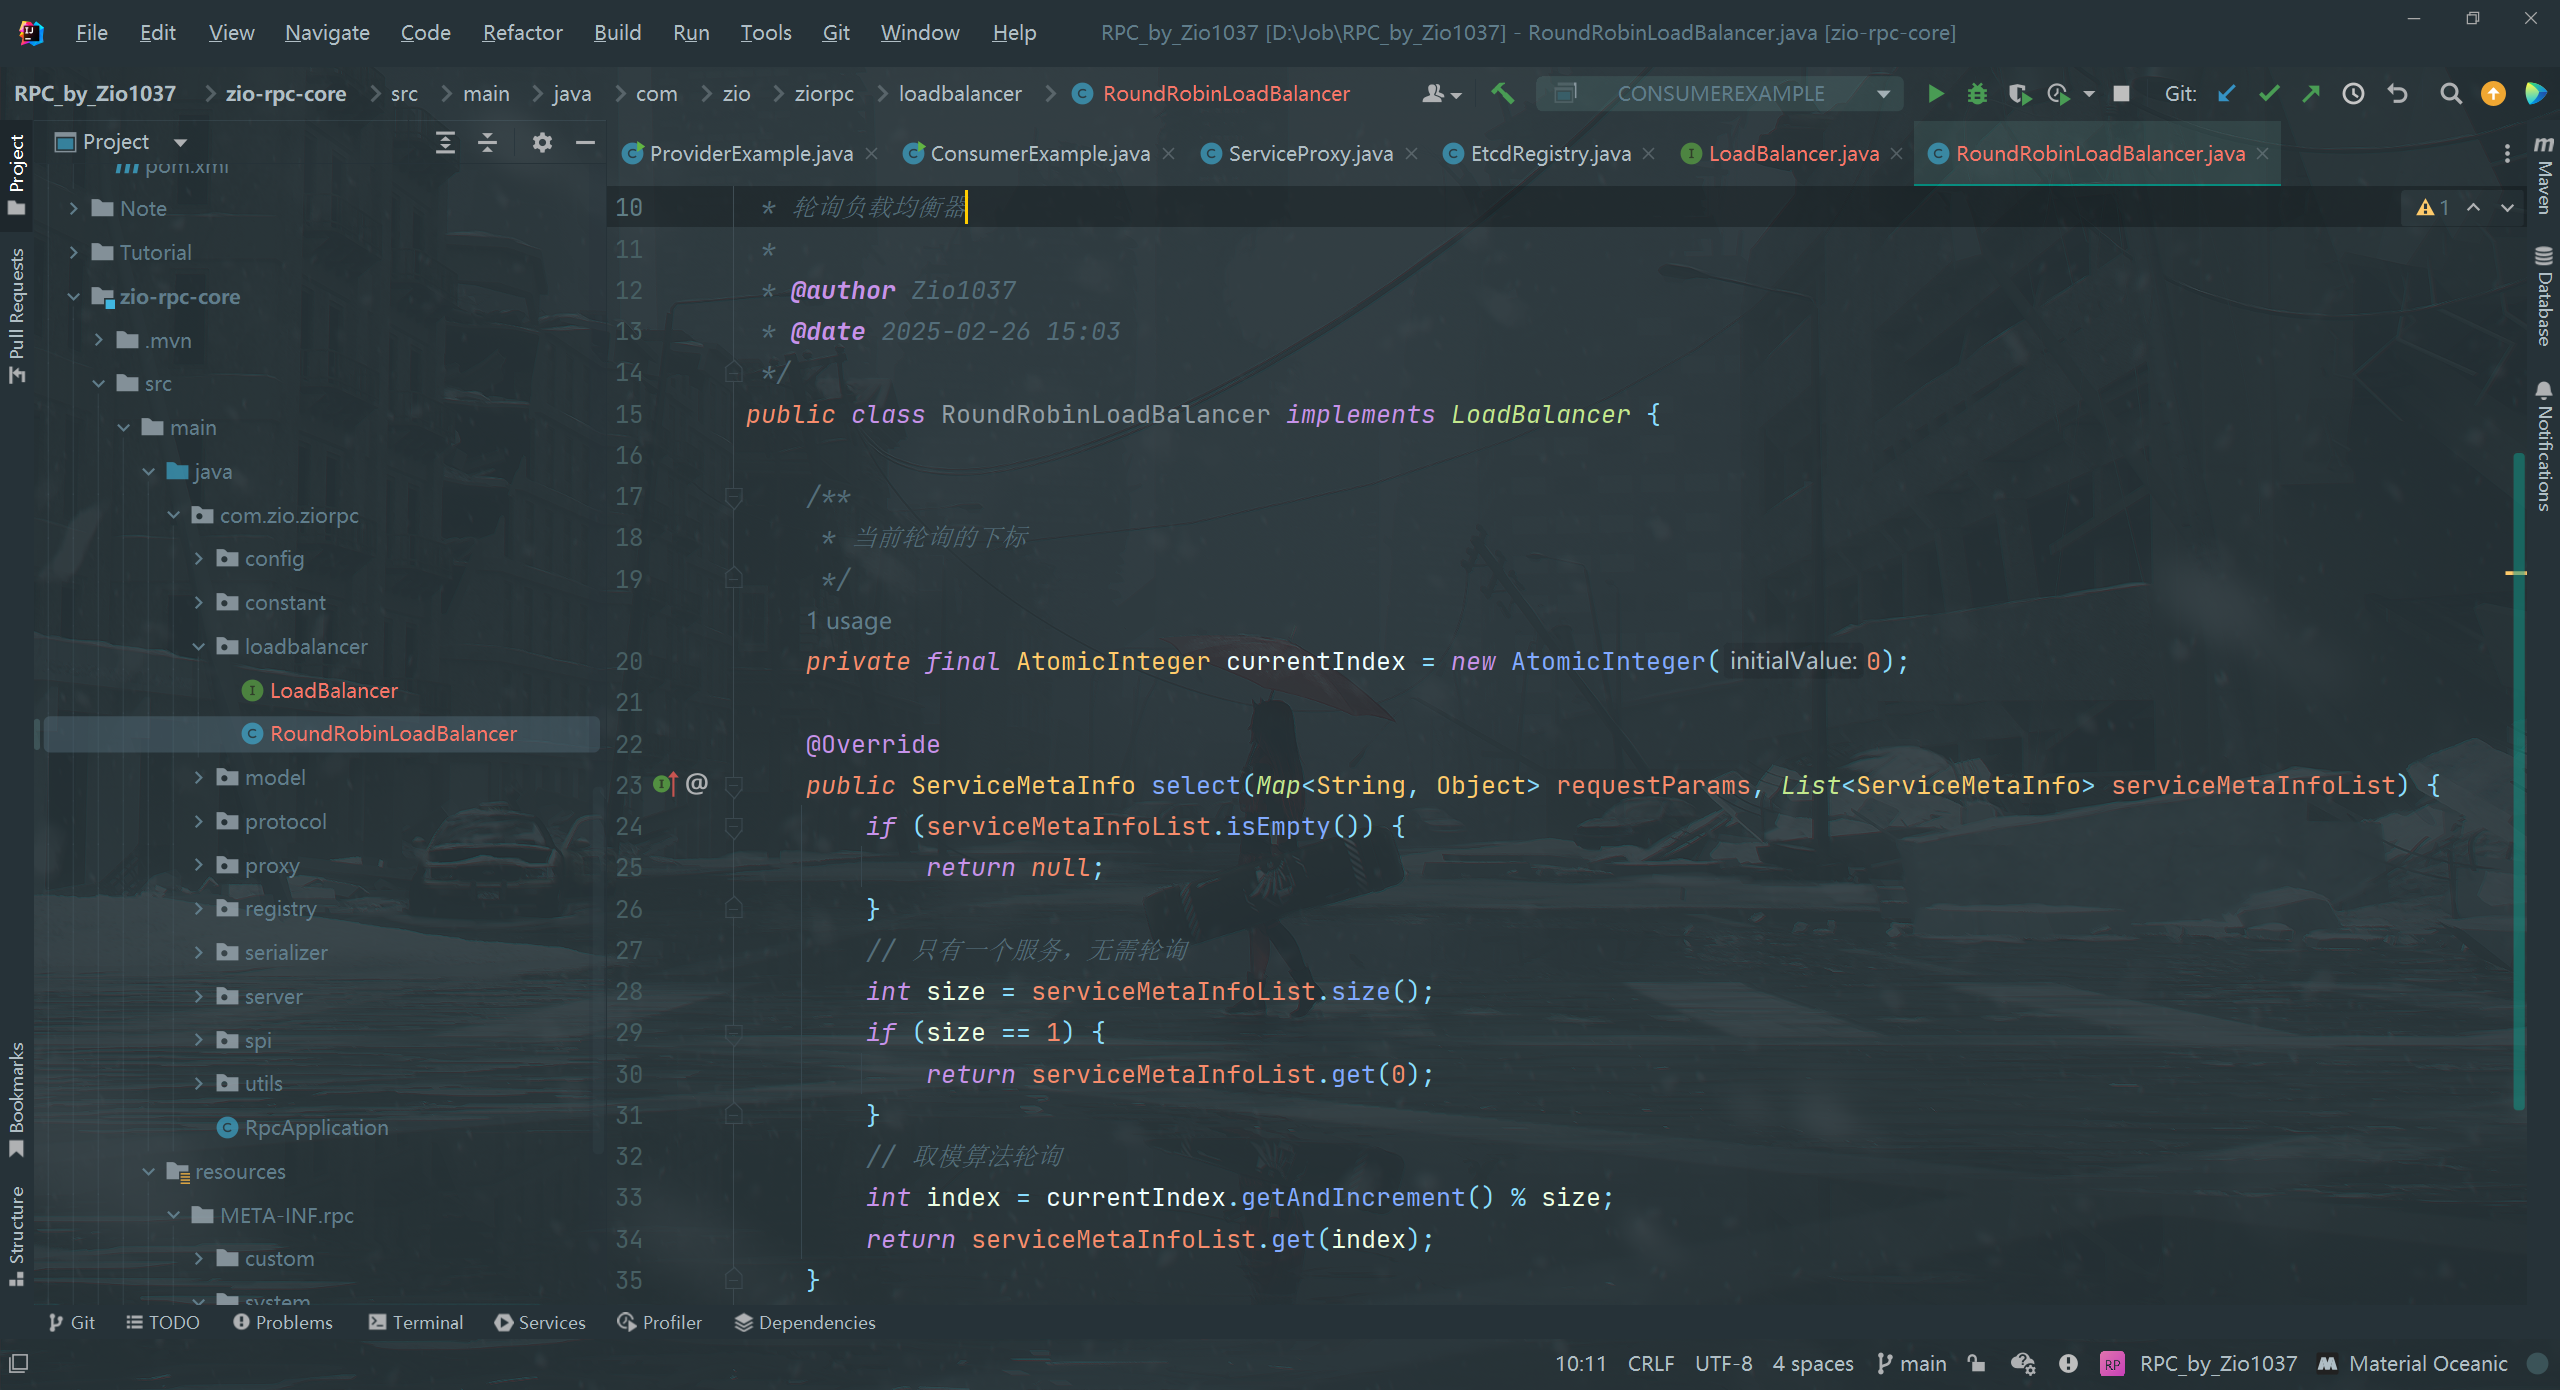 File Edit View Navigate Code Refactor Build Run Tools Git Window Help RPC_by_Zio1037 [D:\Job\RPC_by_Zio1037] - RoundRobinLoadBalancer.java [zio-rpc-core]
RPC_by_Zio1037 zio-rpc-core src main java com zio ziorpc loadbalancer RoundRobinLoadBalancer CONSUMEREXAMPLE Git:
Project
ProviderExample.java ConsumerExample.java ServiceProxy.java EtcdRegistry.java LoadBalancer.java RoundRobinLoadBalancer.java
Project
Pull Requests
Bookmarks
Structure
pom.xml
Note
Tutorial
zio-rpc-core
.mvn
src
main
java
com.zio.ziorpc
config
constant
loadbalancer
LoadBalancer
RoundRobinLoadBalancer
model
protocol
proxy
registry
serializer
server
spi
utils
RpcApplication
resources
META-INF.rpc
custom
system
10 * 轮询负载均衡器
11 *
12 * @author Zio1037
13 * @date 2025-02-26 15:03
14 */
15 public class RoundRobinLoadBalancer implements LoadBalancer {
16
17 /**
18 * 当前轮询的下标
19 */
1 usage
20 private final AtomicInteger currentIndex = new AtomicInteger( initialValue: 0);
21
22 @Override
23 public ServiceMetaInfo select(Map<String, Object> requestParams, List<ServiceMetaInfo> serviceMetaInfoList) {
24 if (serviceMetaInfoList.isEmpty()) {
25 return null;
26 }
27 // 只有一个服务，无需轮询
28 int size = serviceMetaInfoList.size();
29 if (size == 1) {
30 return serviceMetaInfoList.get(0);
31 }
32 // 取模算法轮询
33 int index = currentIndex.getAndIncrement() % size;
34 return serviceMetaInfoList.get(index);
35 }
1
Maven
Database
Notifications
Git TODO Problems Terminal Services Profiler Dependencies
10:11 CRLF UTF-8 4 spaces main RP RPC_by_Zio1037 Material Oceanic